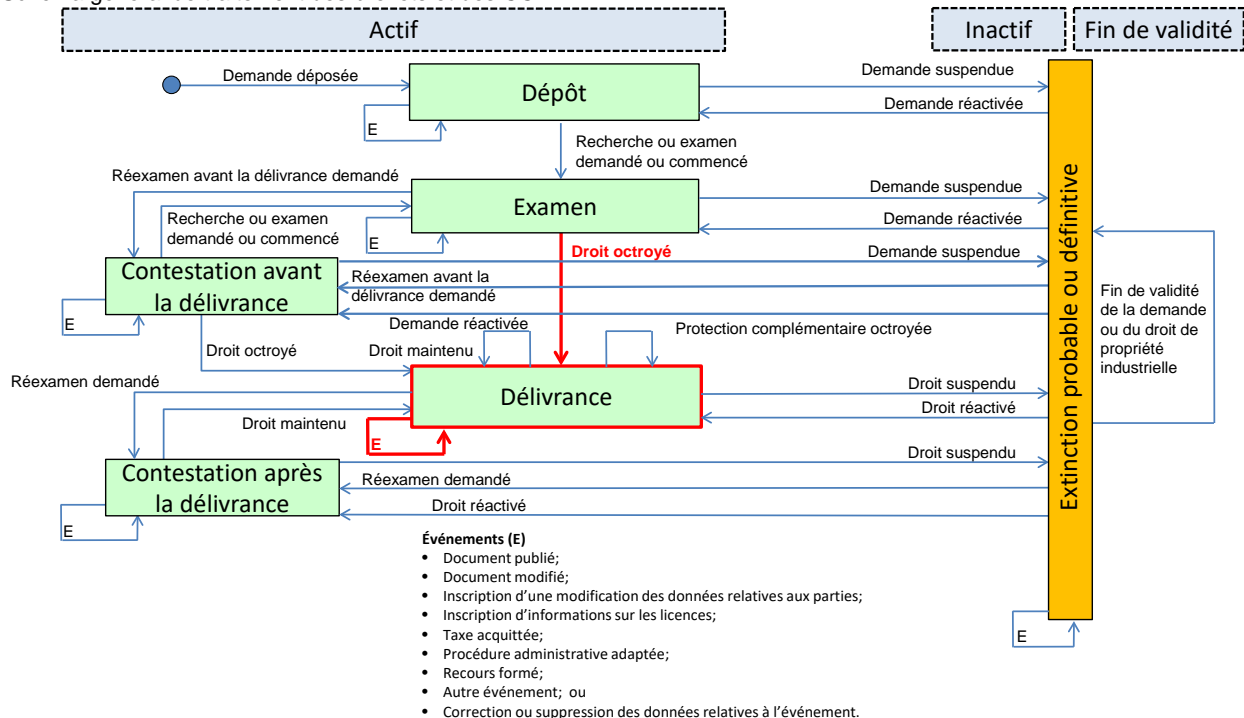 Actif
Inactif
Fin de validité
Demande déposée
Dépôt
Demande suspendue
Demande réactivée
E
Recherche ou examen
demandé ou commencé
Réexamen avant la délivrance demandé
Examen
Demande suspendue
Demande réactivée
Recherche ou examen
demandé ou commencé
E
Droit octroyé
Demande suspendue
Contestation avant
la délivrance
Réexamen avant la
délivrance demandé
E
Demande réactivée
Protection complémentaire octroyée
Droit octroyé
Droit maintenu
Fin de validité
de la demande
ou du droit de
propriété
industrielle
Extinction probable ou définitive
Réexamen demandé
Délivrance
Droit suspendu
Droit réactivé
Droit maintenu
E
Contestation après
la délivrance
Droit suspendu
Réexamen demandé
Droit réactivé
E
Événements (E)
• Document publié;
• Document modifié;
• Inscription d’une modification des données relatives aux parties;
• Inscription d’informations sur les licences;
• Taxe acquittée;
• Procédure administrative adaptée;
• Recours formé;
• Autre événement; ou
• Correction ou suppression des données relatives à l’événement.
E